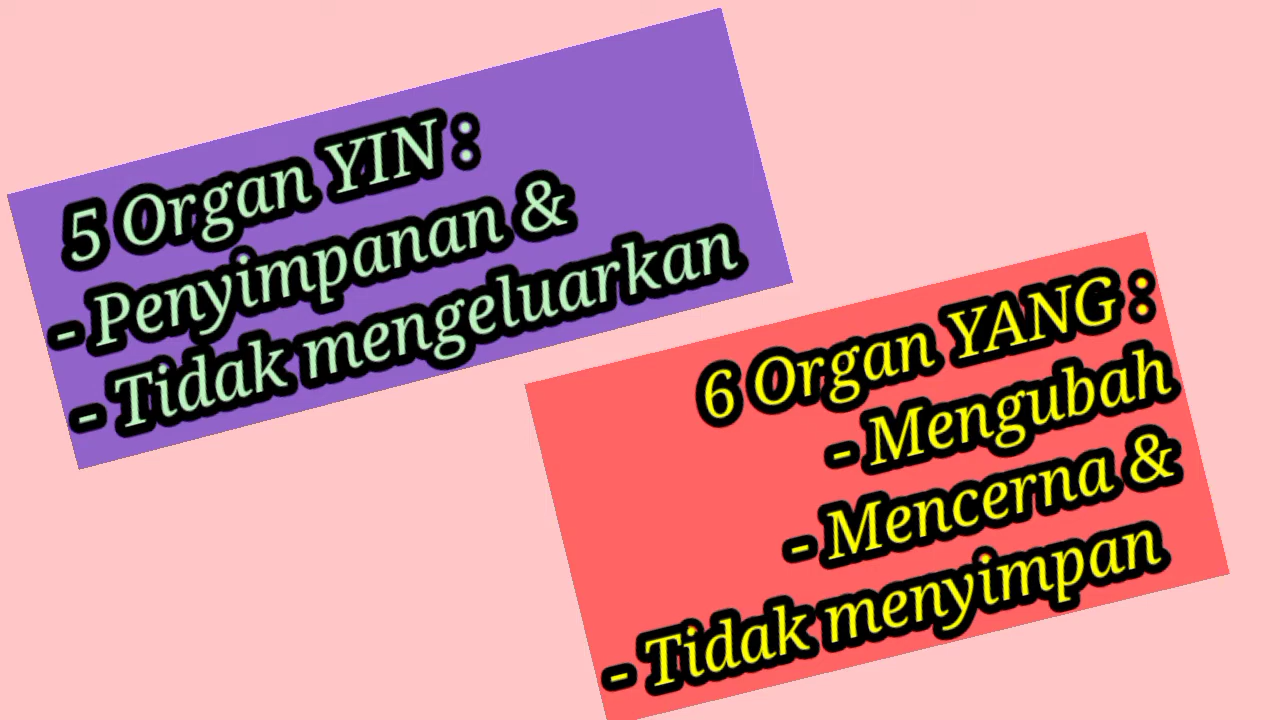 5 Organ YIN :
- Penyimpanan &
- Tidak mengeluarkan
6 Organ YANG :
- Mengubah
- Mencerna &
- Tidak menyimpan